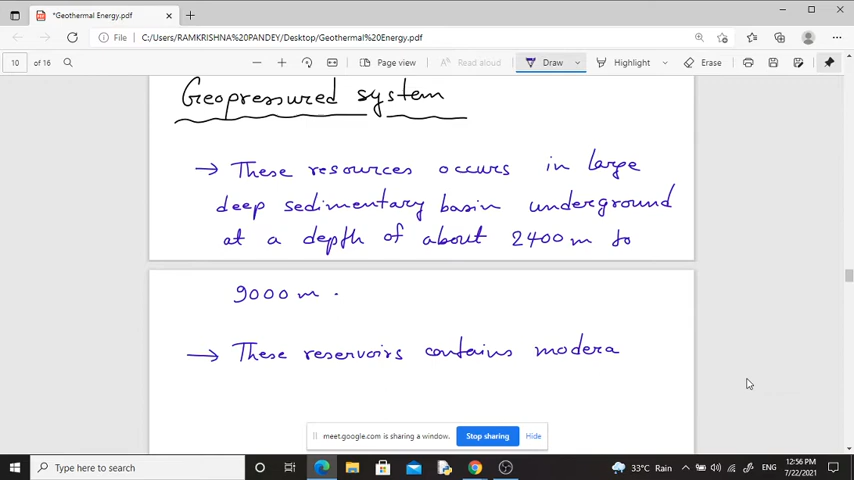 *Geothermal Energy.pdf
File
C:/Users/RAMKRISHNA%20PANDEY/Desktop/Geothermal%20Energy.pdf
10 of 16
Page view
Read aloud
Draw
Highlight
Erase
Geopressured system
→ These resources occurs in large
deep sedimentary basin underground
at a depth of about 2400 m to
9000 m .
→ These reservoirs contains modera
meet.google.com is sharing a window.
Stop sharing
Hide
Type here to search
33°C Rain
ENG
12:56 PM
7/22/2021